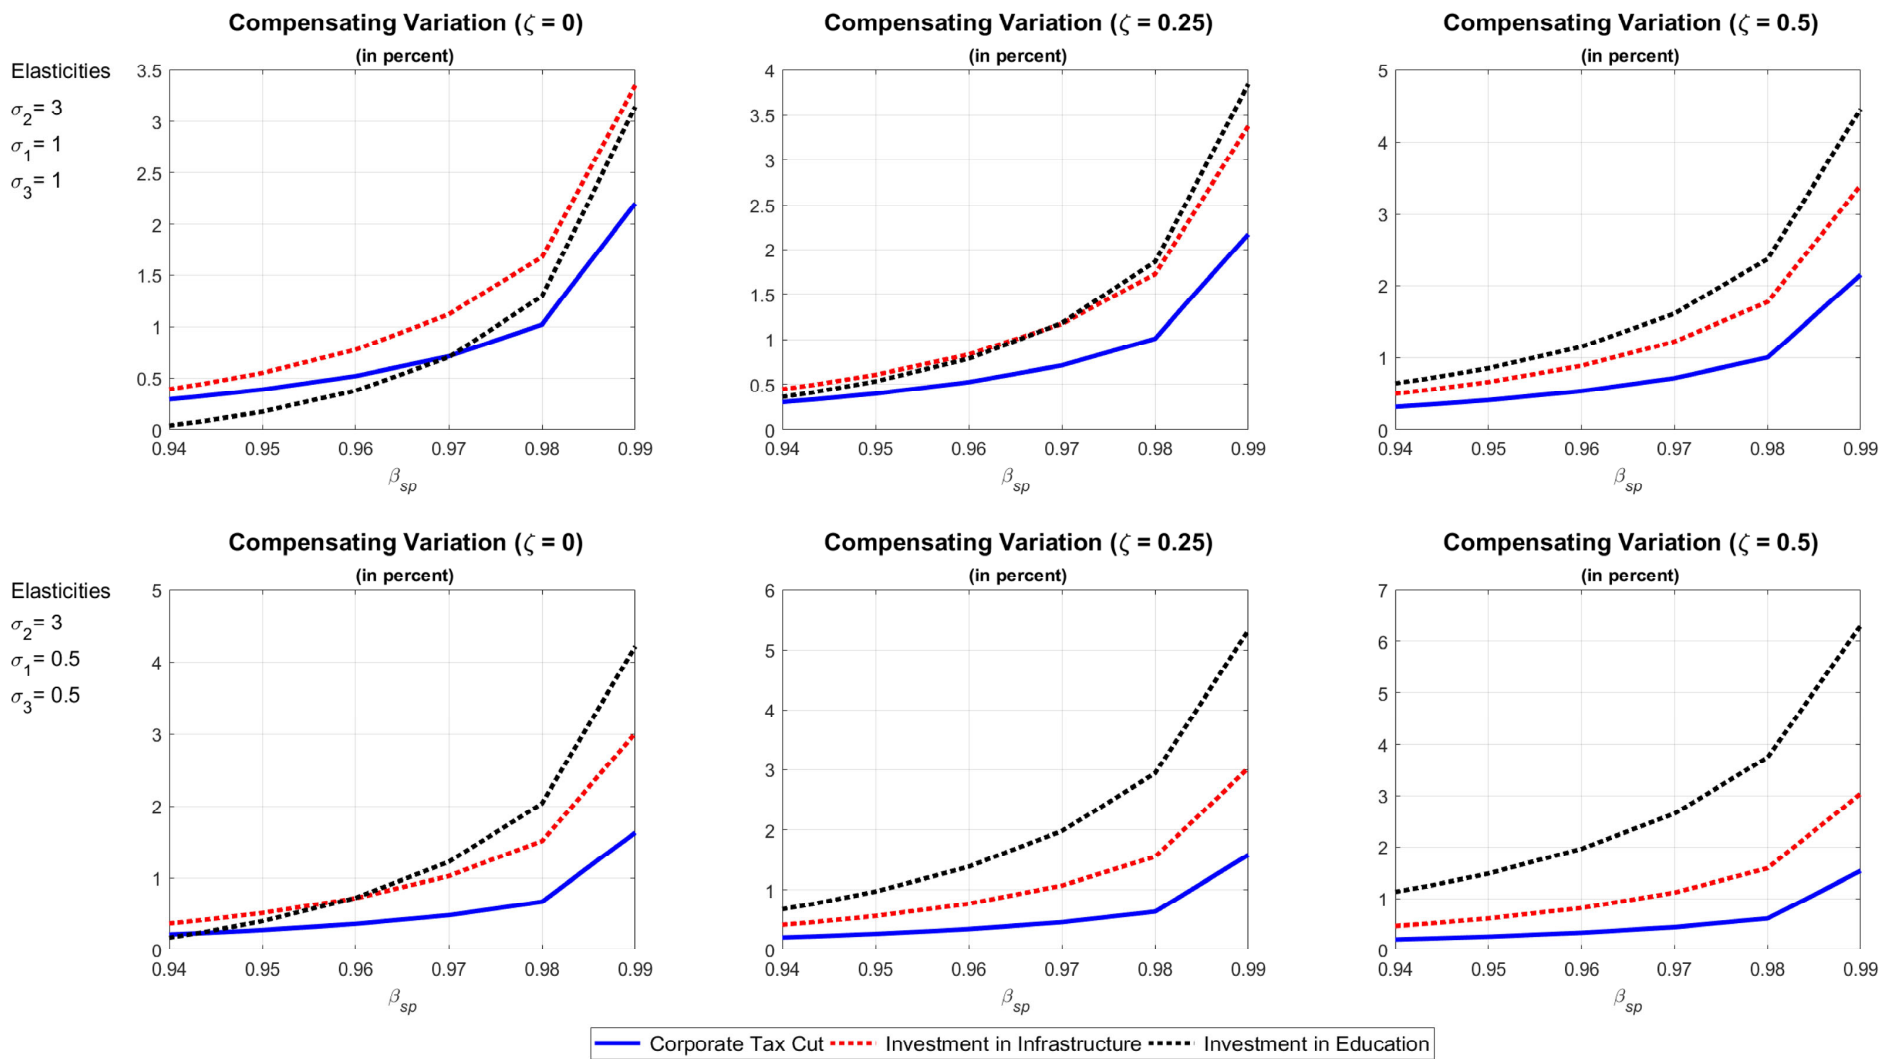 Compensating Variation (ζ = 0)
(in percent)
Compensating Variation (ζ = 0.25)
(in percent)
Compensating Variation (ζ = 0.5)
(in percent)
Elasticities
σ2= 3
σ1= 1
σ3= 1
3.5
3
2.5
2
1.5
1
0.5
0
0.94 0.95 0.96 0.97 0.98 0.99
βsp
4
3.5
3
2.5
2
1.5
1
0.5
0
0.94 0.95 0.96 0.97 0.98 0.99
βsp
5
4
3
2
1
0
0.94 0.95 0.96 0.97 0.98 0.99
βsp
Compensating Variation (ζ = 0)
(in percent)
Compensating Variation (ζ = 0.25)
(in percent)
Compensating Variation (ζ = 0.5)
(in percent)
Elasticities
σ2= 3
σ1= 0.5
σ3= 0.5
5
4
3
2
1
0
0.94 0.95 0.96 0.97 0.98 0.99
βsp
6
5
4
3
2
1
0
0.94 0.95 0.96 0.97 0.98 0.99
βsp
7
6
5
4
3
2
1
0
0.94 0.95 0.96 0.97 0.98 0.99
βsp
Corporate Tax Cut Investment in Infrastructure Investment in Education